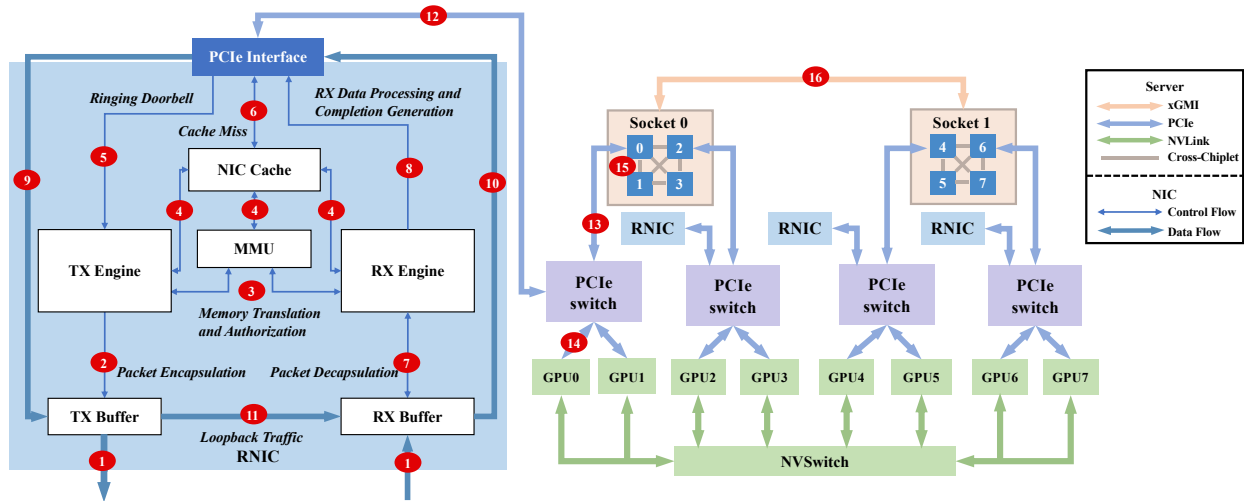 12
PCIe Interface
Ringing Doorbell
RX Data Processing and
Completion Generation
6
Cache Miss
5
NIC Cache
8
9
10
4
4
4
MMU
TX Engine
RX Engine
3
Memory Translation
and Authorization
2
7
Packet Encapsulation
Packet Decapsulation
TX Buffer
11
RX Buffer
Loopback Traffic
RNIC
1
1
16
Socket 0
0
2
15
1
3
Socket 1
4
6
5
7
13
RNIC
RNIC
RNIC
PCIe
switch
PCIe
switch
PCIe
switch
PCIe
switch
14
GPU0
GPU1
GPU2
GPU3
GPU4
GPU5
GPU6
GPU7
NVSwitch
Server
xGMI
PCIe
NVLink
Cross-Chiplet
NIC
Control Flow
Data Flow